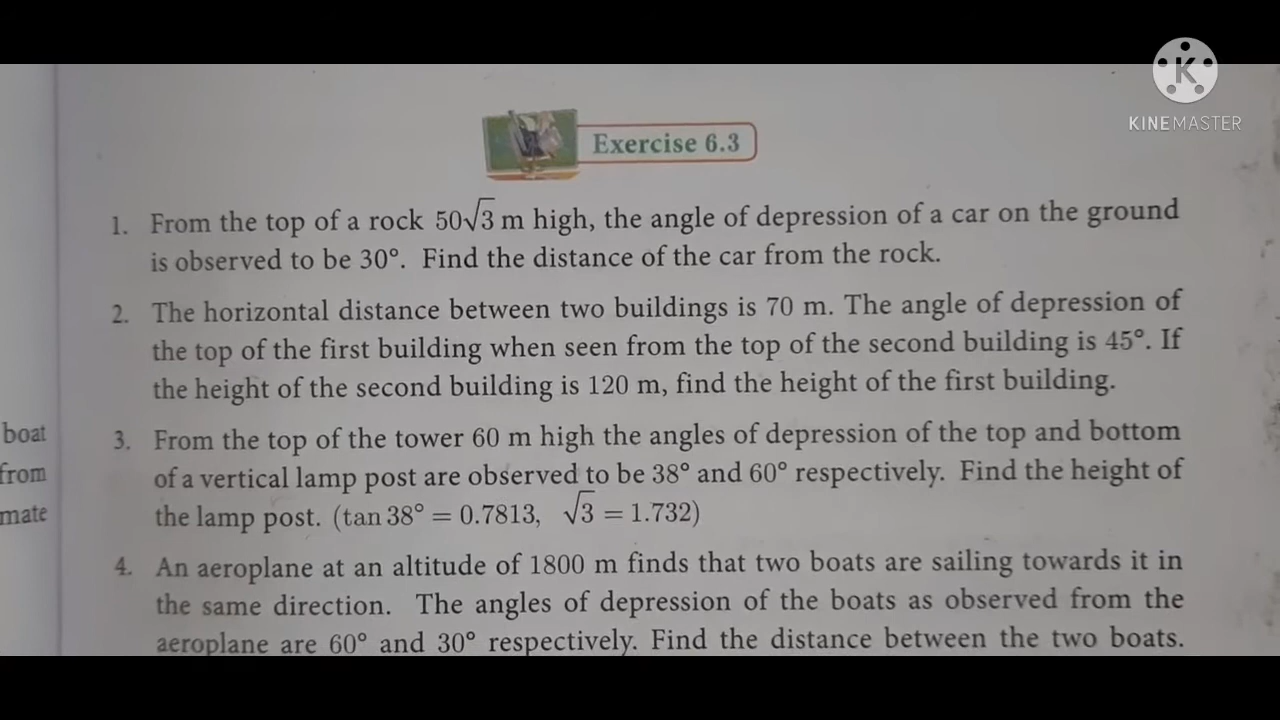 KINEMASTER
Exercise 6.3
1. From the top of a rock 50√3 m high, the angle of depression of a car on the ground
is observed to be 30°. Find the distance of the car from the rock.
2. The horizontal distance between two buildings is 70 m. The angle of depression of
the top of the first building when seen from the top of the second building is 45°. If
the height of the second building is 120 m, find the height of the first building.
boat
3. From the top of the tower 60 m high the angles of depression of the top and bottom
from
of a vertical lamp post are observed to be 38° and 60° respectively. Find the height of
mate
the lamp post. (tan 38° = 0.7813, √3 = 1.732)
4. An aeroplane at an altitude of 1800 m finds that two boats are sailing towards it in
the same direction. The angles of depression of the boats as observed from the
aeroplane are 60° and 30° respectively. Find the distance between the two boats.